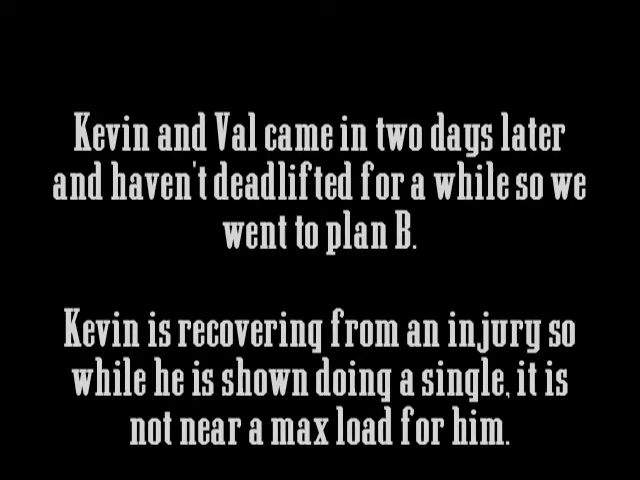 Kevin and Val came in two days later
and haven't deadlifted for a while so we
went to plan B.
Kevin is recovering from an injury so
while he is shown doing a single, it is
not near a max load for him.